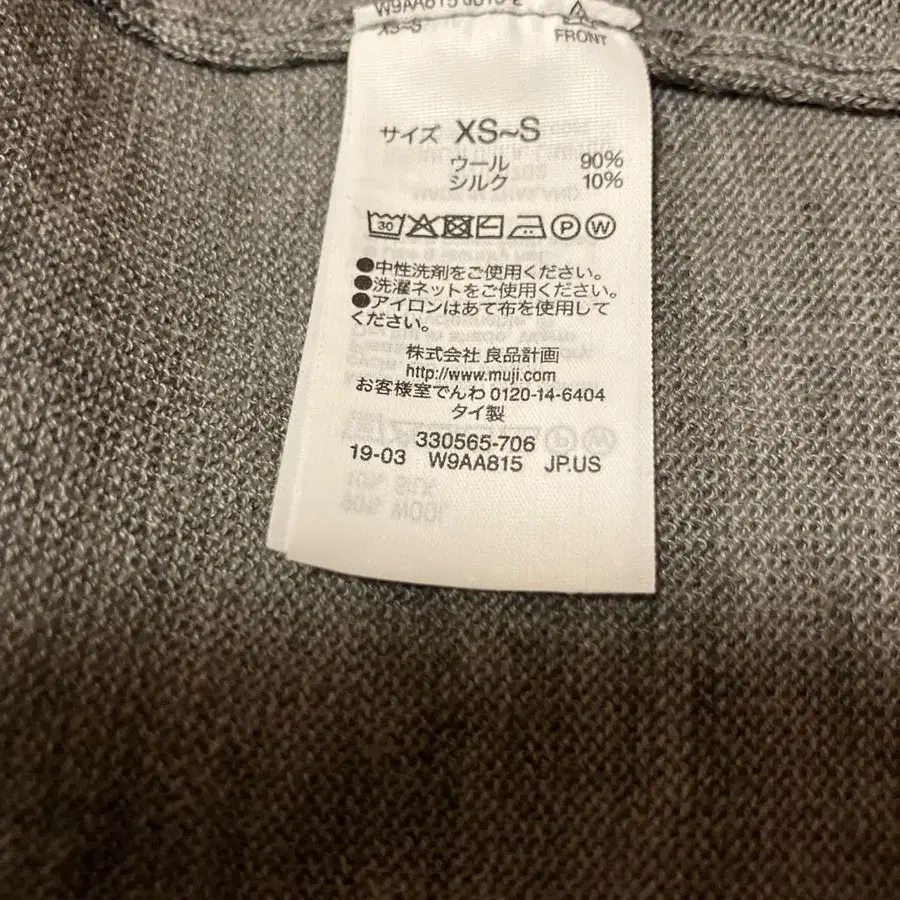 XS~S
FRONT
サイズ XS~S
ウール 90%
シルク 10%
30
P
W
●中性洗剤をご使用ください。
●洗濯ネットをご使用ください。
●アイロンはあて布を使用して
ください。
株式会社 良品計画
http://www.muji.com
お客様室でんわ 0120-14-6404
タイ製
330565-706
19-03 W9AA815 JP.US